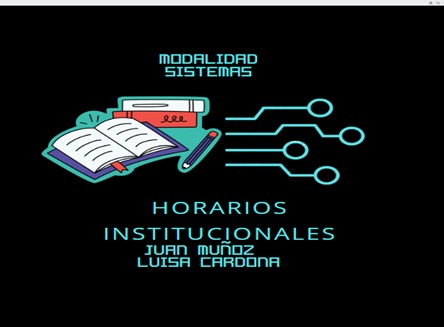 MODALIDAD
SISTEMAS
HORARIOS
INSTITUCIONALES
JUAN MUÑOZ
LUISA CARDONA